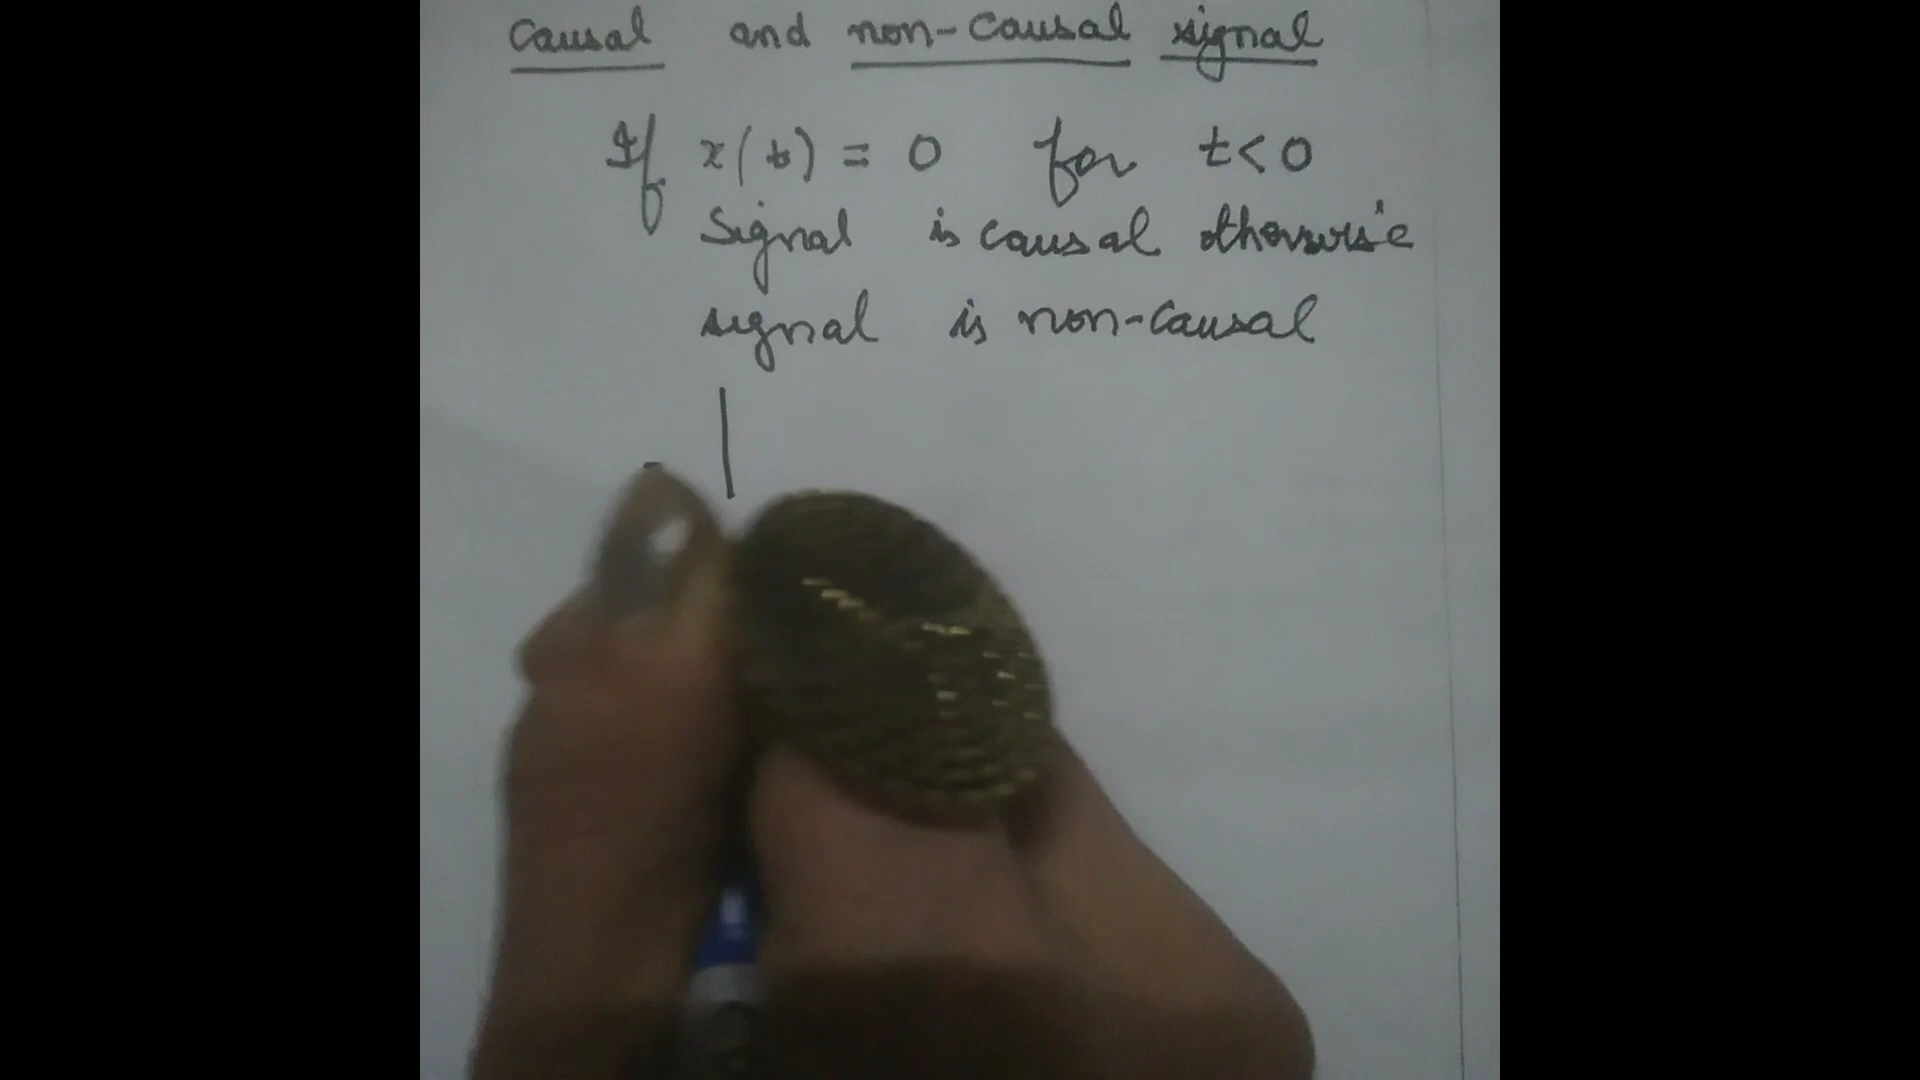 Causal and non-causal signal
If x(t) = 0 for t<0
Signal is causal otherwise
signal is non-causal